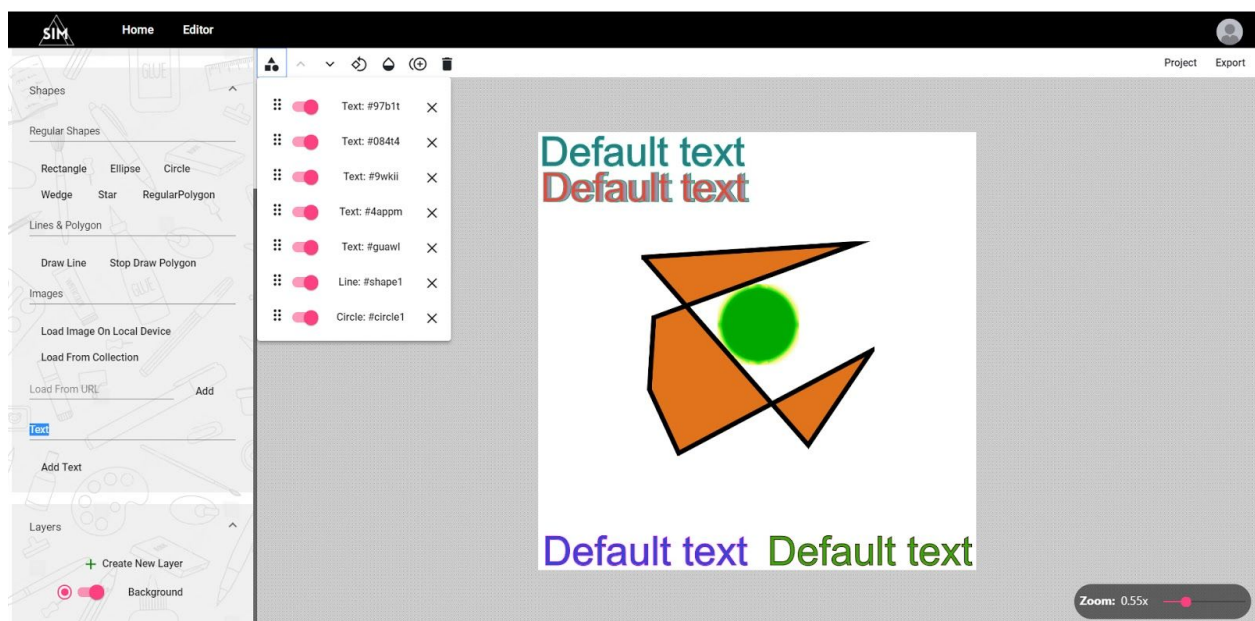 SIM Home Editor
Project Export
Shapes
Regular Shapes
Rectangle Ellipse Circle
Wedge Star RegularPolygon
Lines & Polygon
Draw Line Stop Draw Polygon
Images
Load Image On Local Device
Load From Collection
Load From URL Add
Text
Add Text
Layers
+ Create New Layer
Background
Text: #97b1t
Text: #084t4
Text: #9wkii
Text: #4appm
Text: #guawl
Line: #shape1
Circle: #circle1
Default text
Default text
Default text Default text
Zoom: 0.55x
GLUE
GLUE